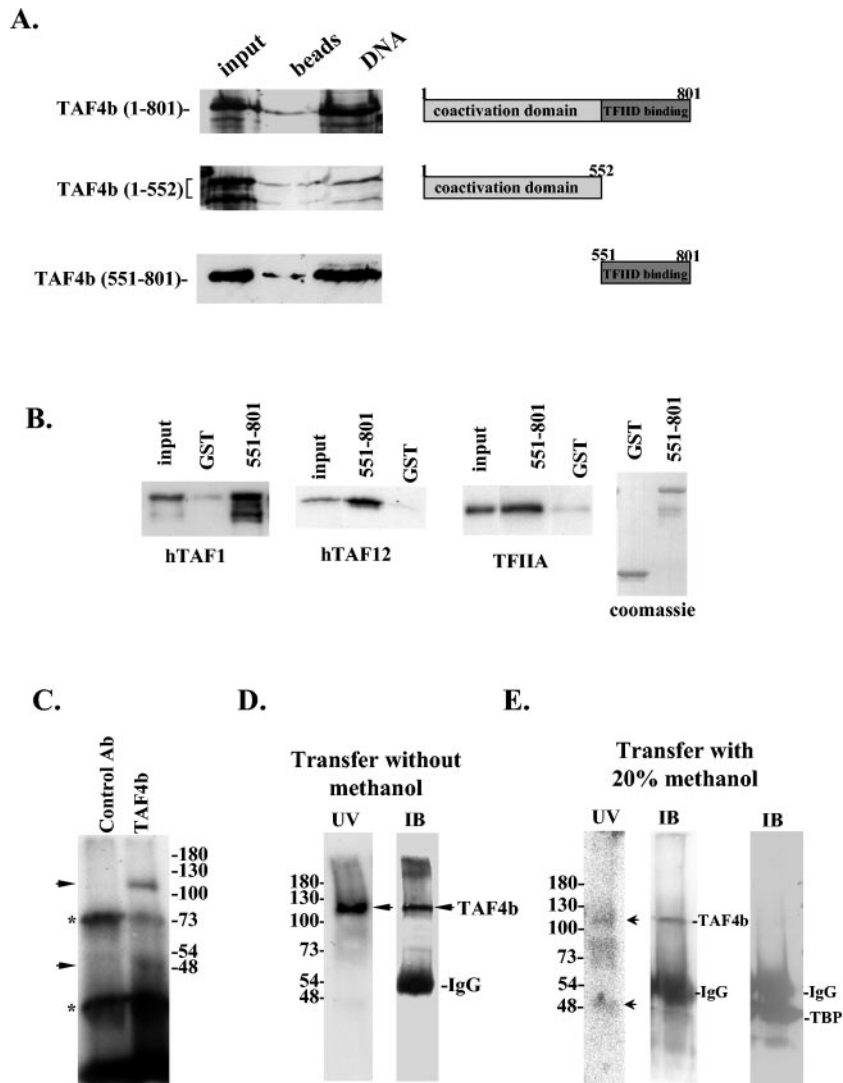 A.
input beads DNA
TAF4b (1-801)-
1 801
coactivation domain TFIID binding
TAF4b (1-552)
1 552
coactivation domain
TAF4b (551-801)-
551 801
TFIID binding
B.
input GST 551-801
hTAF1
input 551-801 GST
hTAF12
input 551-801 GST
TFIIA
GST 551-801
coomassie
C.
Control Ab TAF4b
-180
-130
-100
*
-73
-54
-48
*
D.
Transfer without
methanol
UV IB
180-
130-
100-
-TAF4b
73-
54-
48-
-IgG
E.
Transfer with
20% methanol
UV IB IB
180-
130-
100-
-TAF4b
73-
54-
48-
-IgG
-IgG
-TBP